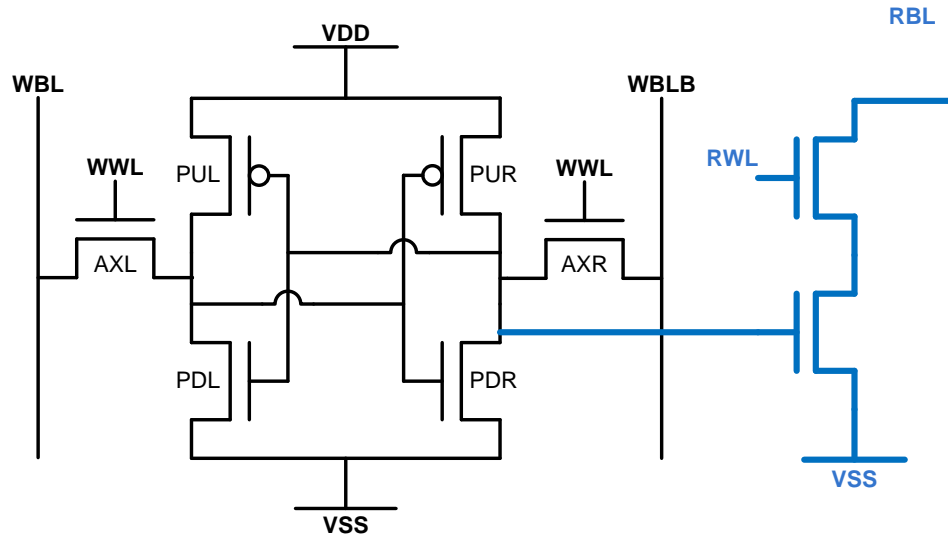 RBL
VDD
WBL
WBLB
WWL
PUL
PUR
WWL
RWL
AXL
AXR
PDL
PDR
VSS
VSS